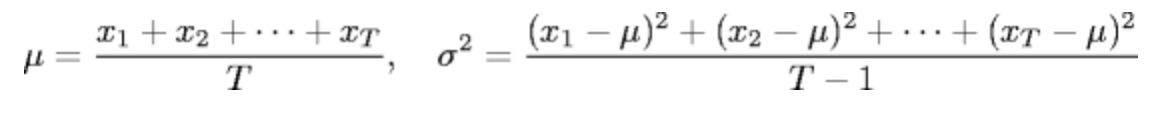 μ = (x₁ + x₂ + ··· + x_T) / T,  σ² = ((x₁ − μ)² + (x₂ − μ)² + ··· + (x_T − μ)²) / (T − 1)